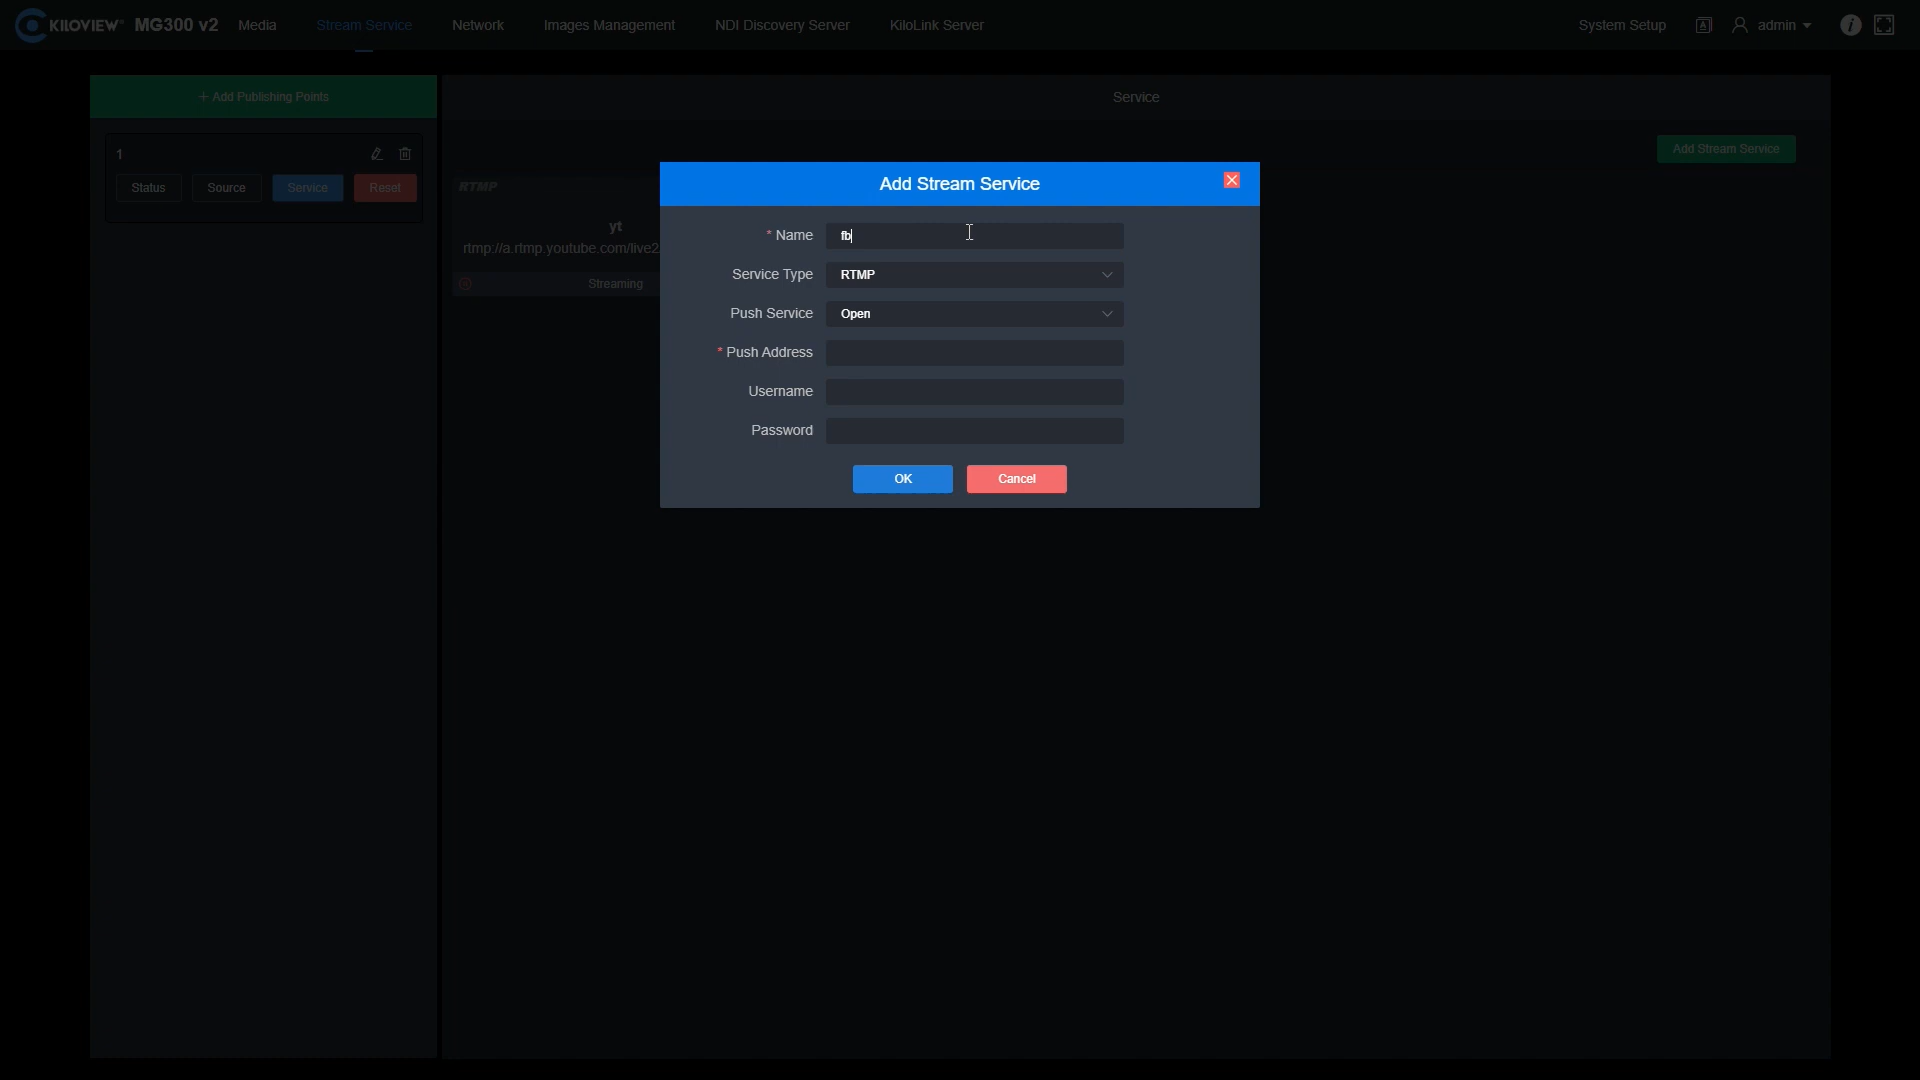 KILOVIEW MG300 v2 Media Stream Service Network Images Management NDI Discovery Server KiloLink Server System Setup A admin i
+ Add Publishing Points
Service
1
Add Stream Service
Status Source Service Reset
RTMP
yt
rtmp://a.rtmp.youtube.com/live2
Streaming
Add Stream Service
* Name fb
Service Type RTMP
Push Service Open
* Push Address
Username
Password
OK Cancel